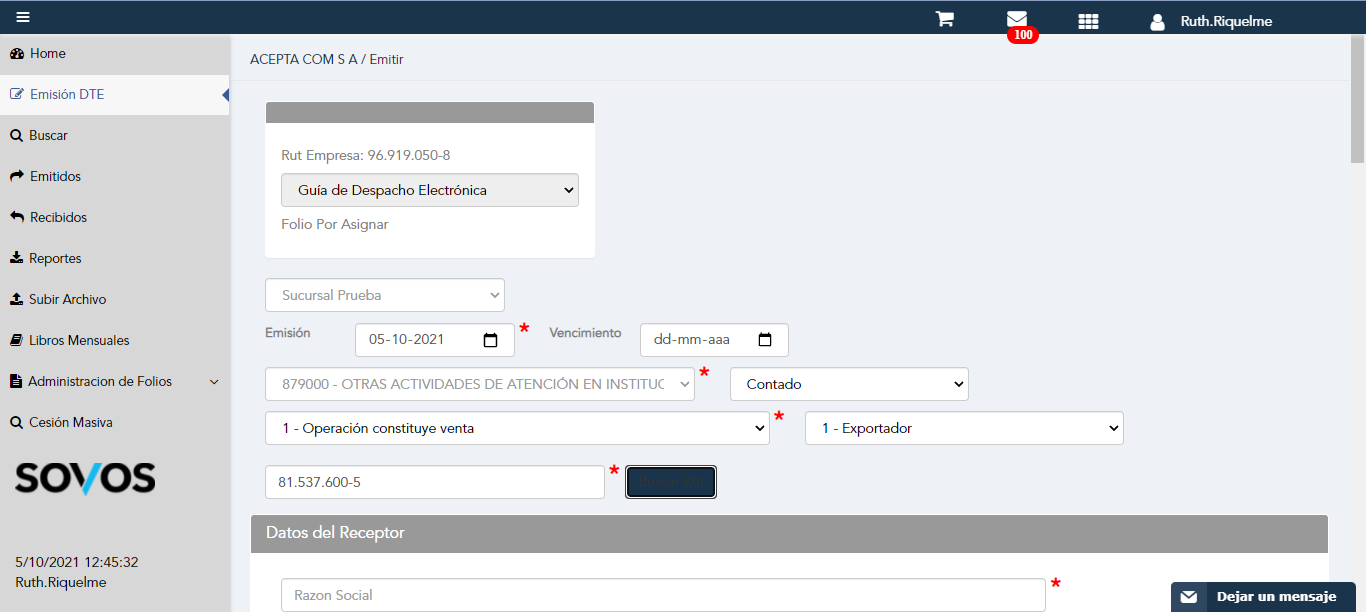 100
Ruth.Riquelme
Home
Emisión DTE
Buscar
Emitidos
Recibidos
Reportes
Subir Archivo
Libros Mensuales
Administracion de Folios
Cesión Masiva
SOVOS
5/10/2021 12:45:32
Ruth.Riquelme
ACEPTA COM S A / Emitir
Rut Empresa: 96.919.050-8
Guía de Despacho Electrónica
Folio Por Asignar
Sucursal Prueba
Emisión 05-10-2021 * Vencimiento dd-mm-aaa
879000 - OTRAS ACTIVIDADES DE ATENCIÓN EN INSTITUC * Contado
1 - Operación constituye venta * 1 - Exportador
81.537.600-5 *
Datos del Receptor
Razon Social *
Dejar un mensaje